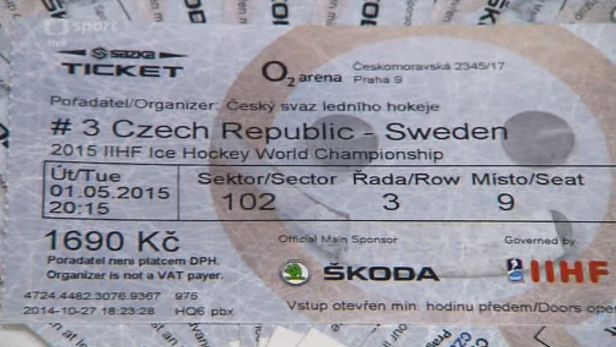 sport
živě
sazka
TICKET
O2 arena
Českomoravská 2345/17
Praha 9
Pořadatel/Organizer: Český svaz ledního hokeje
# 3 Czech Republic - Sweden
2015 IIHF Ice Hockey World Championship
Út/Tue
01.05.2015
20:15
Sektor/Sector Řada/Row Místo/Seat
102 3 9
1690 Kč
Official Main Sponsor
Governed by
Pořadatel není plátcem DPH.
Organizer is not a VAT payer.
ŠKODA
IIHF
4724.4482.3076.9367 975
2014-10-27 18:23:28 HQ6 pbx
Vstup otevřen min. hodinu předem/Doors open